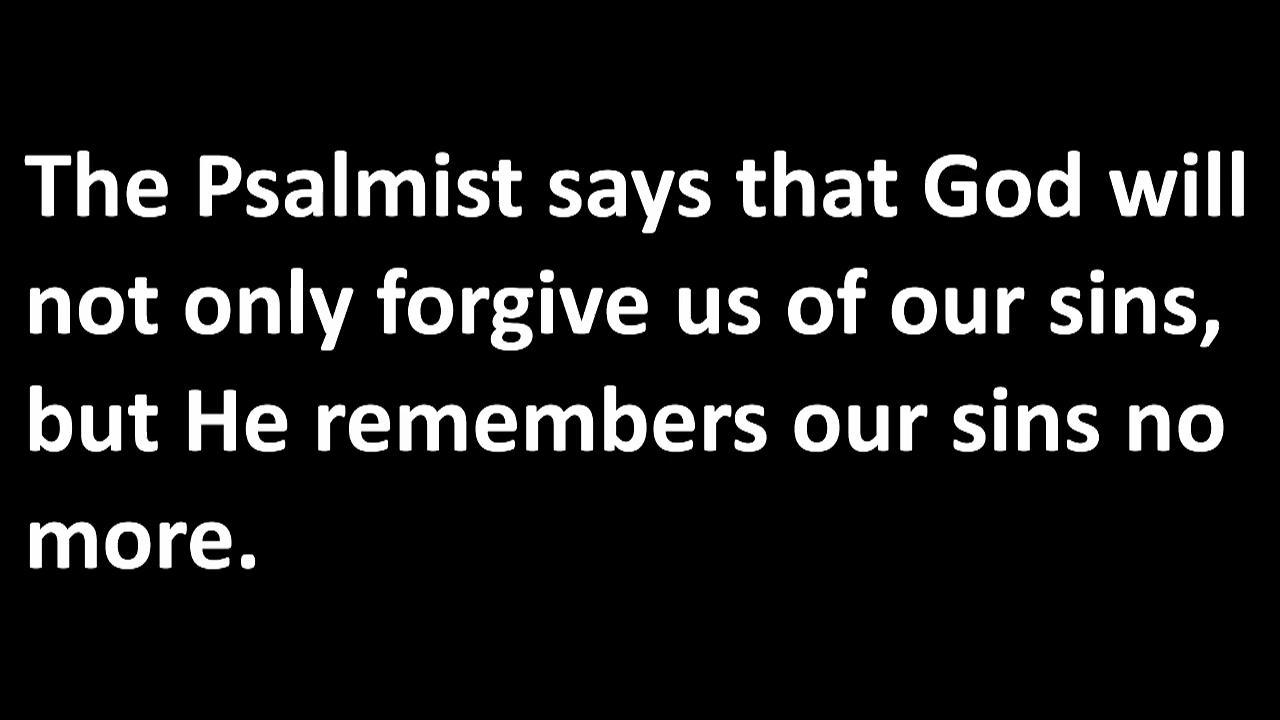 The Psalmist says that God will
not only forgive us of our sins,
but He remembers our sins no
more.